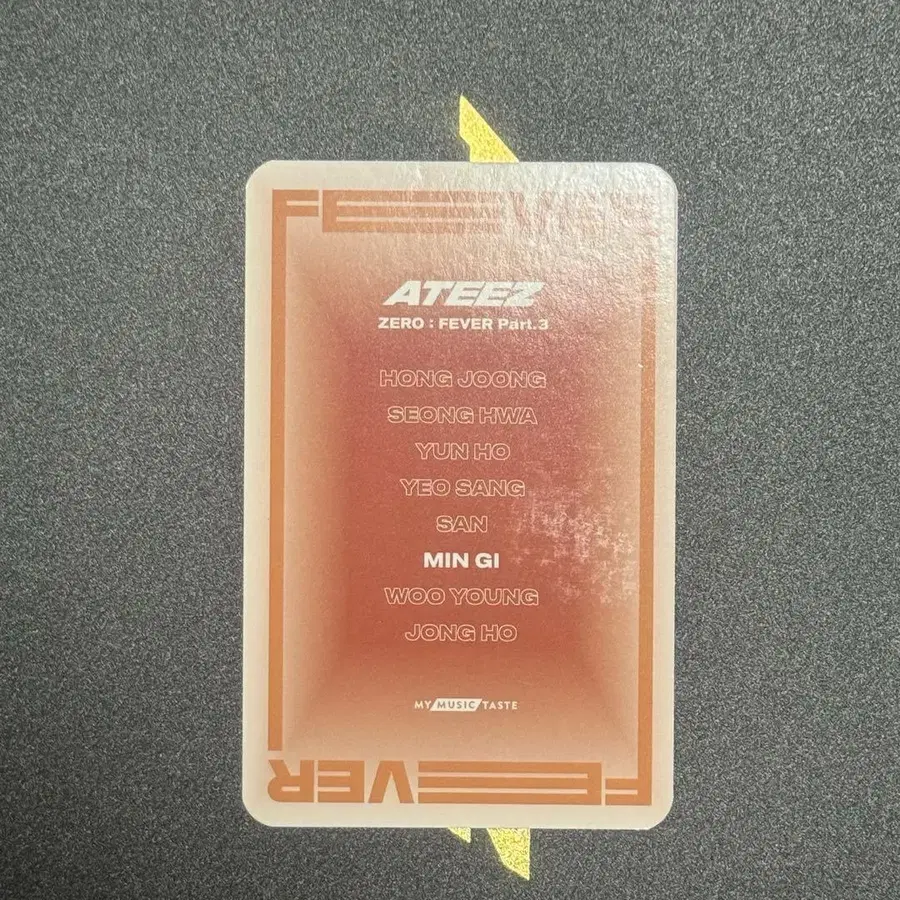 FEVER
ATEEZ
ZERO : FEVER Part.3
HONG JOONG
SEONG HWA
YUN HO
YEO SANG
SAN
MIN GI
WOO YOUNG
JONG HO
MY MUSIC TASTE
FEVER